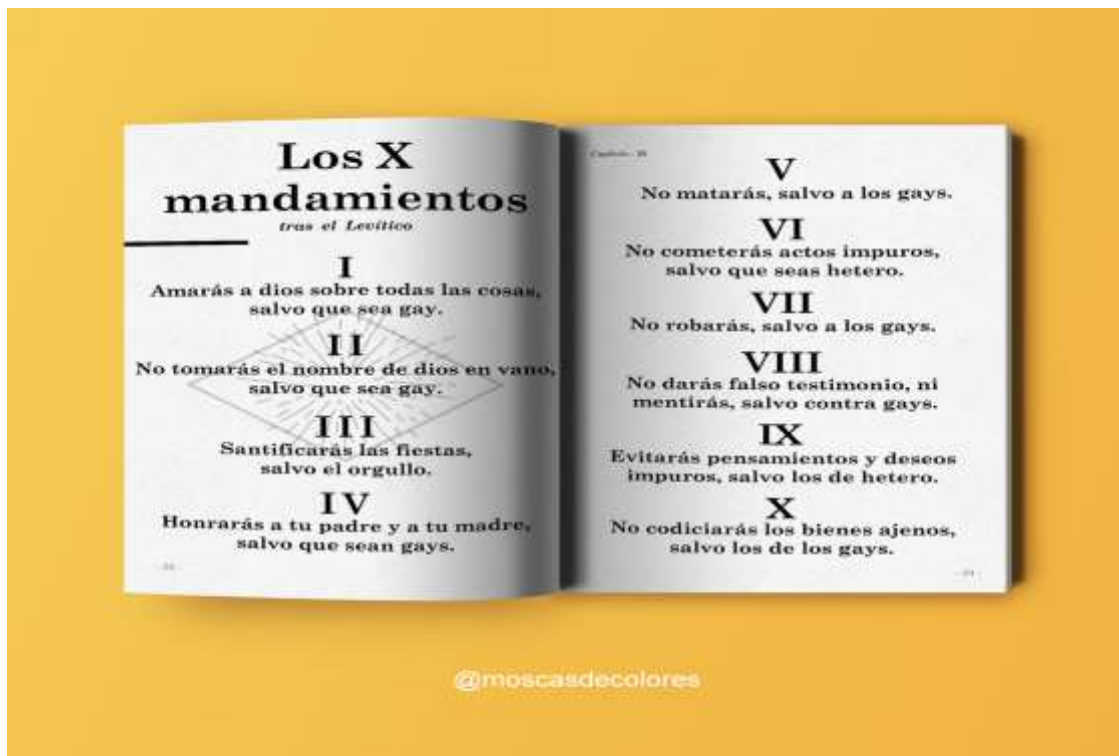 Los X
mandamientos
tras el Levítico
I
Amarás a dios sobre todas las cosas,
salvo que sea gay.
II
No tomarás el nombre de dios en vano,
salvo que sea gay.
III
Santificarás las fiestas,
salvo el orgullo.
IV
Honrarás a tu padre y a tu madre,
salvo que sean gays.
V
No matarás, salvo a los gays.
VI
No cometerás actos impuros,
salvo que seas hetero.
VII
No robarás, salvo a los gays.
VIII
No darás falso testimonio, ni
mentirás, salvo contra gays.
IX
Evitarás pensamientos y deseos
impuros, salvo los de hetero.
X
No codiciarás los bienes ajenos,
salvo los de los gays.
@moscasdecolores